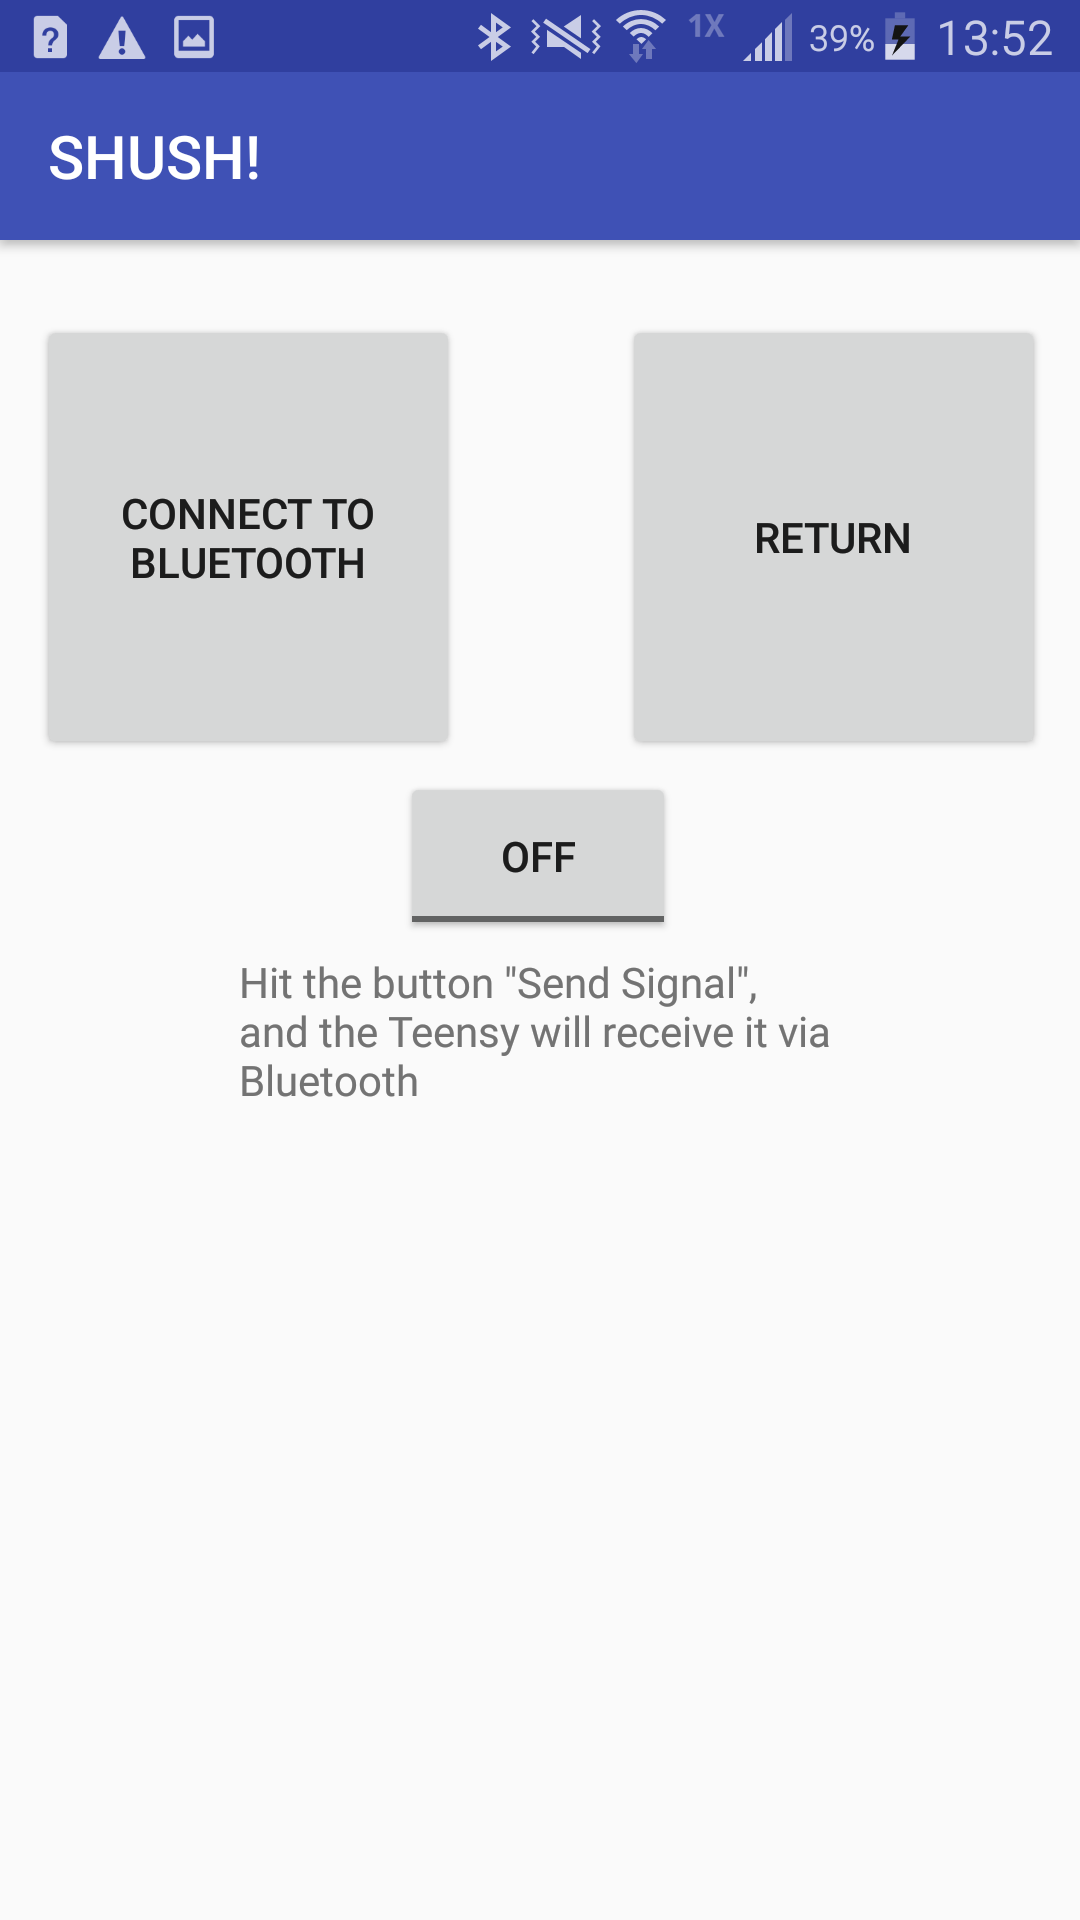 1X 39% 13:52
SHUSH!
CONNECT TO
BLUETOOTH
RETURN
OFF
Hit the button "Send Signal",
and the Teensy will receive it via
Bluetooth